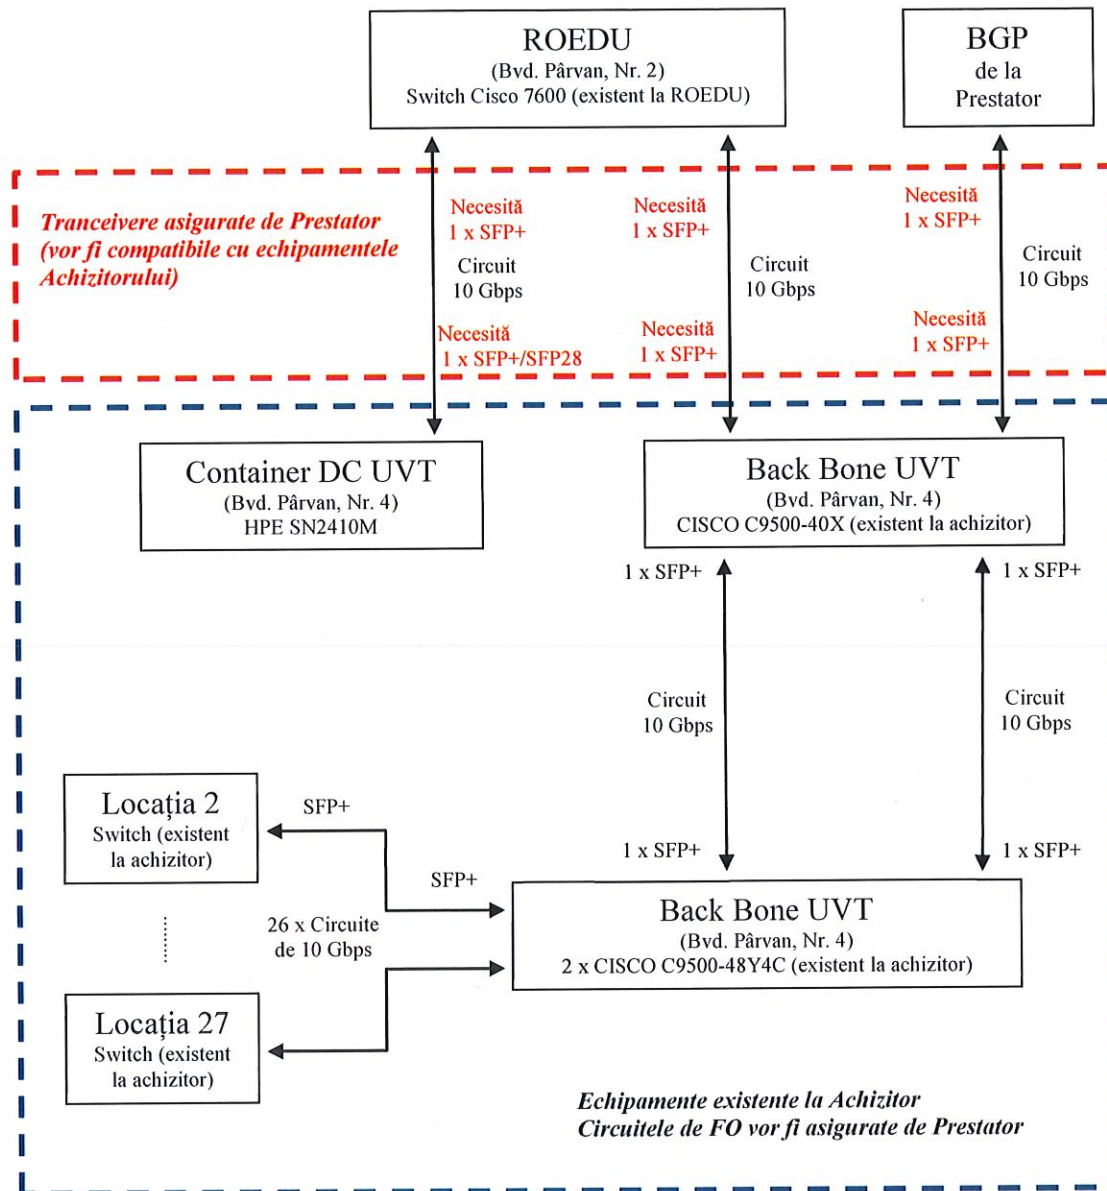 ROEDU
(Bvd. Pârvan, Nr. 2)
Switch Cisco 7600 (existent la ROEDU)
BGP
de la
Prestator
Tranceivere asigurate de Prestator
(vor fi compatibile cu echipamentele
Achizitorului)
Necesită
1 x SFP+
Circuit
10 Gbps
Necesită
1 x SFP+/SFP28
Necesită
1 x SFP+
Circuit
10 Gbps
Necesită
1 x SFP+
Necesită
1 x SFP+
Circuit
10 Gbps
Necesită
1 x SFP+
Container DC UVT
(Bvd. Pârvan, Nr. 4)
HPE SN2410M
Back Bone UVT
(Bvd. Pârvan, Nr. 4)
CISCO C9500-40X (existent la achizitor)
1 x SFP+
1 x SFP+
Circuit
10 Gbps
Circuit
10 Gbps
1 x SFP+
1 x SFP+
Locația 2
Switch (existent
la achizitor)
SFP+
SFP+
26 x Circuite
de 10 Gbps
Back Bone UVT
(Bvd. Pârvan, Nr. 4)
2 x CISCO C9500-48Y4C (existent la achizitor)
Locația 27
Switch (existent
la achizitor)
Echipamente existente la Achizitor
Circuitele de FO vor fi asigurate de Prestator